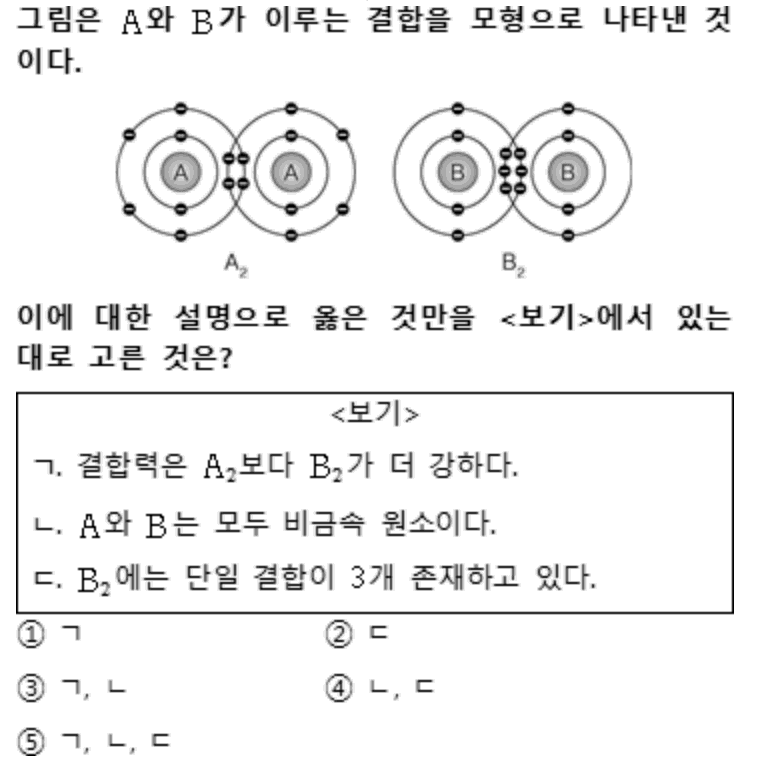 그림은 A와 B가 이루는 결합을 모형으로 나타낸 것
이다.
A A B B
A₂ B₂
이에 대한 설명으로 옳은 것만을 <보기>에서 있는
대로 고른 것은?
<보기>
ㄱ. 결합력은 A₂보다 B₂가 더 강하다.
ㄴ. A와 B는 모두 비금속 원소이다.
ㄷ. B₂에는 단일 결합이 3개 존재하고 있다.
① ㄱ ② ㄷ
③ ㄱ, ㄴ ④ ㄴ, ㄷ
⑤ ㄱ, ㄴ, ㄷ